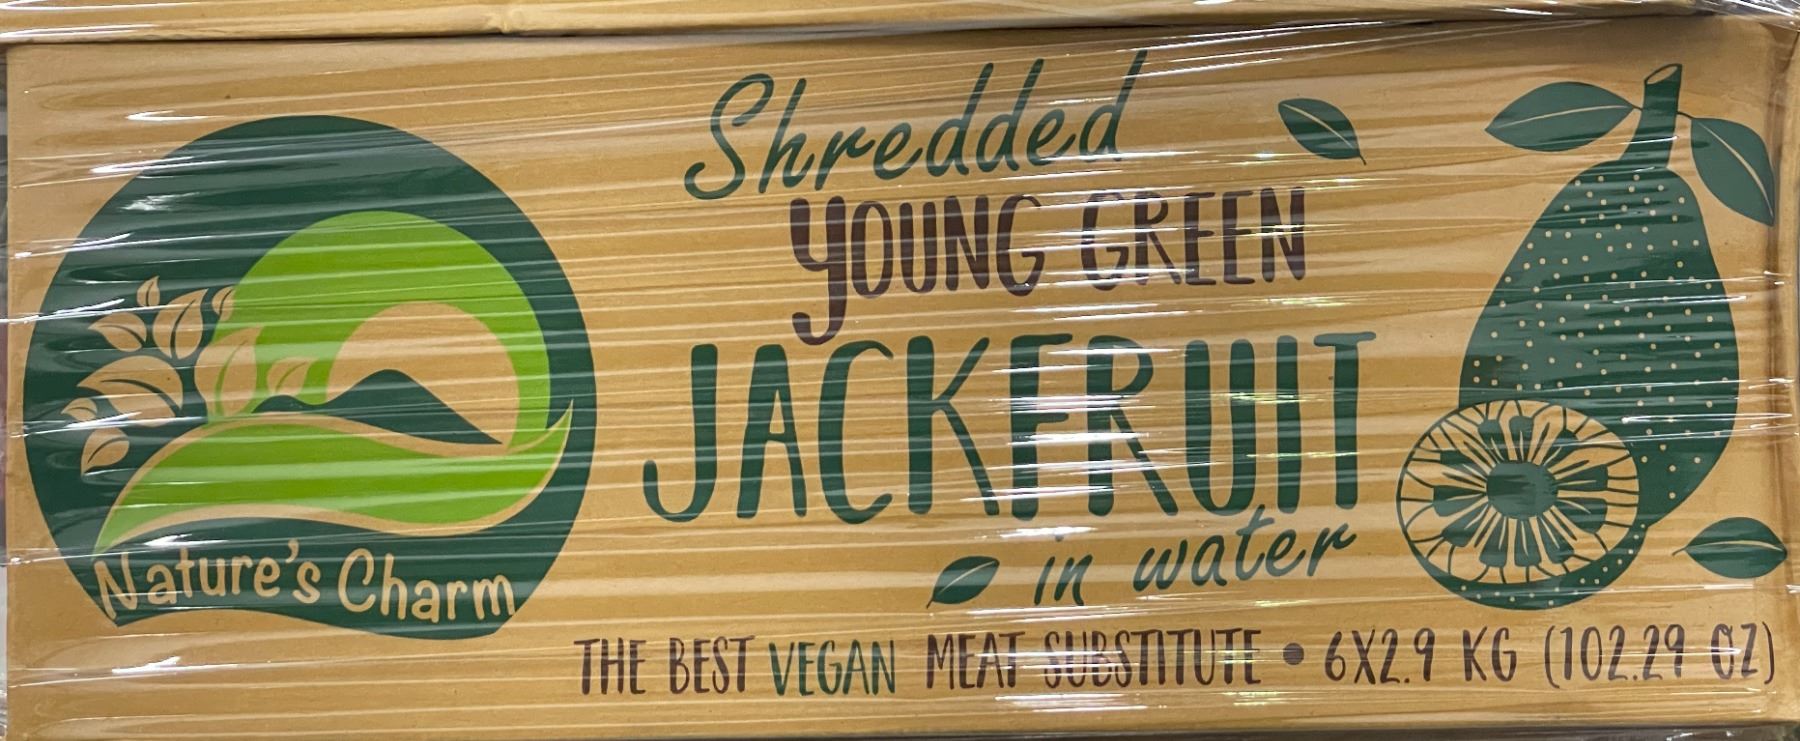 Nature's Charm
Shredded
YOUNG GREEN
JACKFRUIT
in water
THE BEST VEGAN MEAT SUBSTITUTE • 6X2.9 KG (102.29 OZ)